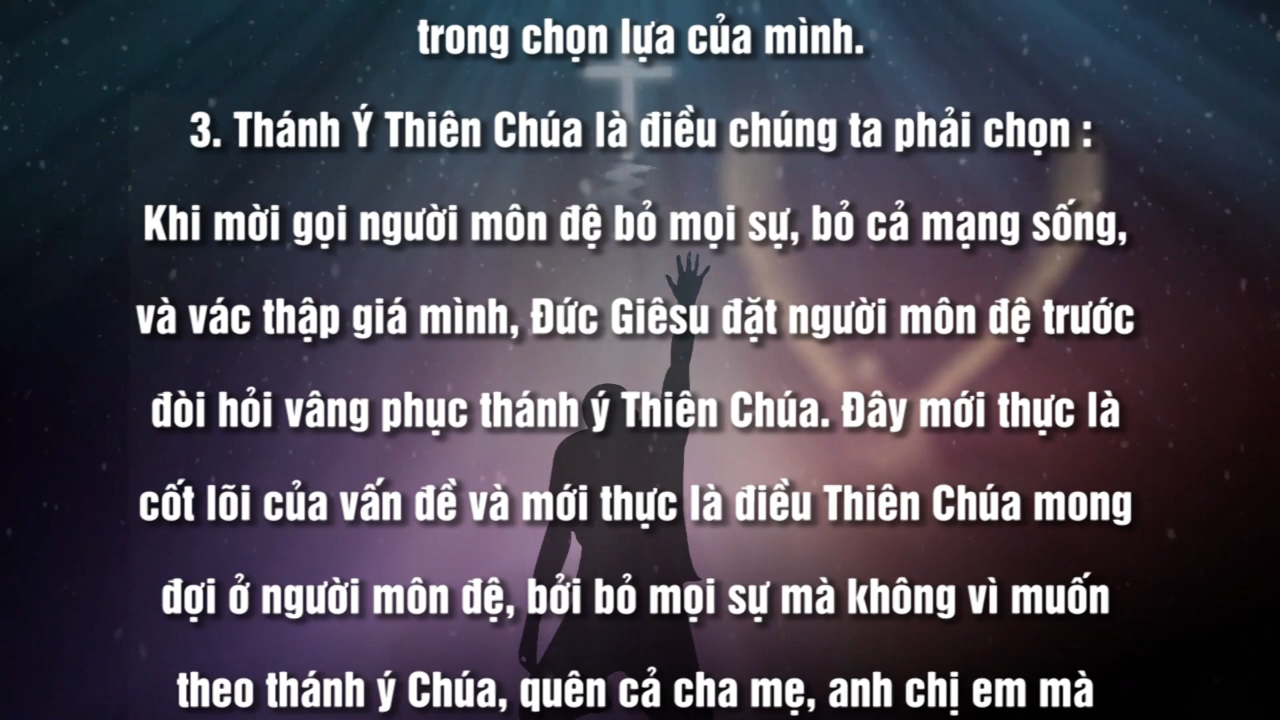 trong chọn lựa của mình.
3. Thánh Ý Thiên Chúa là điều chúng ta phải chọn :
Khi mời gọi người môn đệ bỏ mọi sự, bỏ cả mạng sống,
và vác thập giá mình, Đức Giêsu đặt người môn đệ trước
đòi hỏi vâng phục thánh ý Thiên Chúa. Đây mới thực là
cốt lõi của vấn đề và mới thực là điều Thiên Chúa mong
đợi ở người môn đệ, bởi bỏ mọi sự mà không vì muốn
theo thánh ý Chúa, quên cả cha mẹ, anh chị em mà